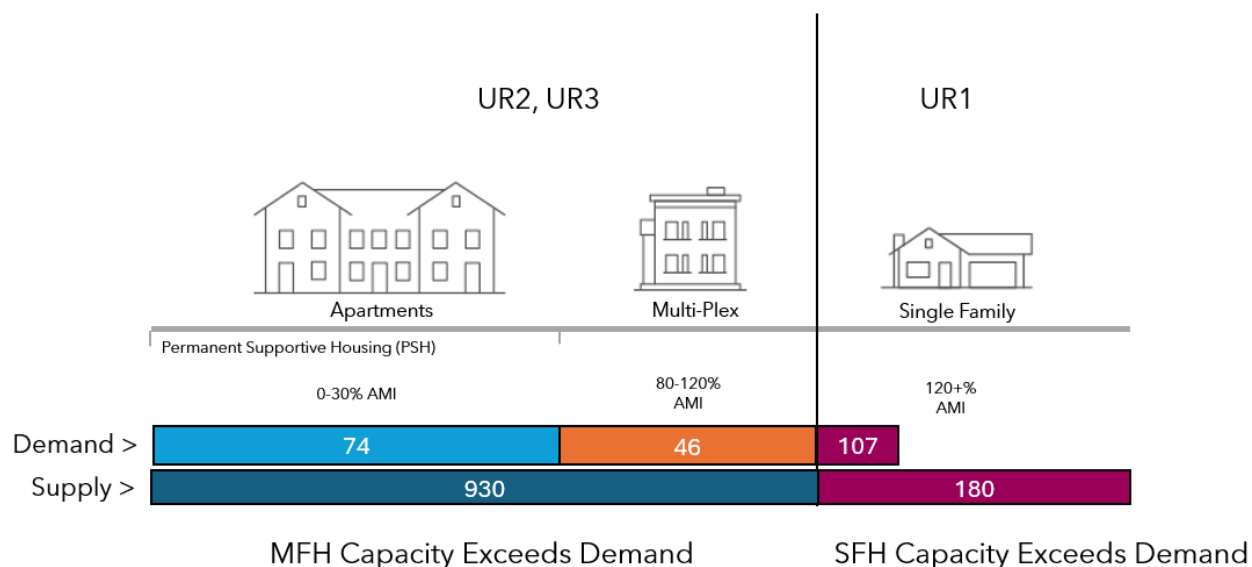 UR2, UR3
UR1
Apartments
Multi-Plex
Single Family
Permanent Supportive Housing (PSH)
0-30% AMI
80-120%
AMI
120+%
AMI
Demand >
74
46
107
Supply >
930
180
MFH Capacity Exceeds Demand
SFH Capacity Exceeds Demand